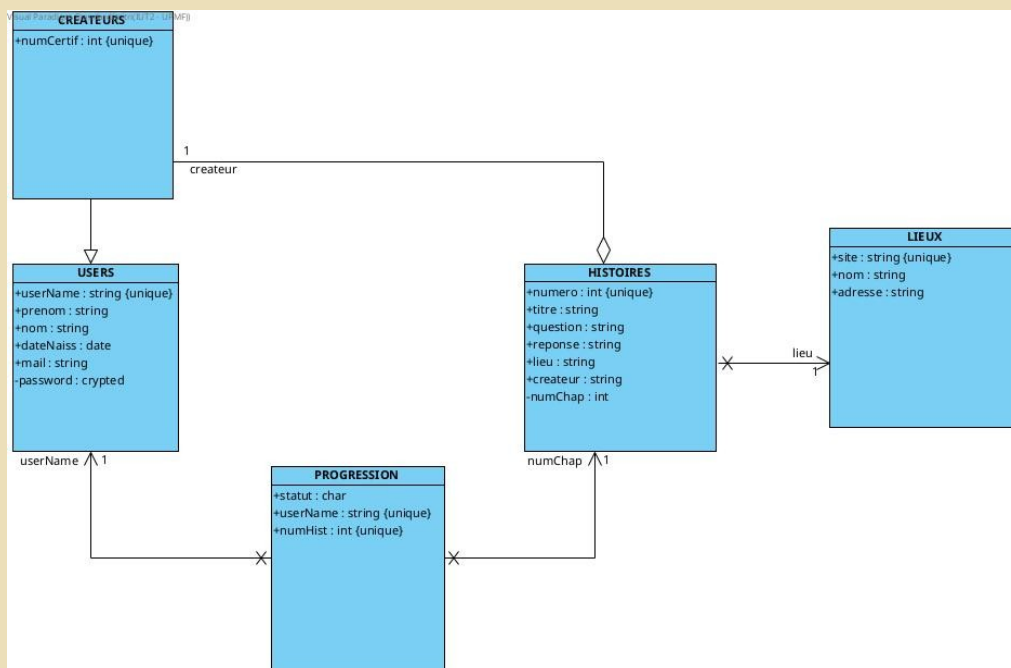 CREATEURS
+numCertif : int {unique}
1
createur
USERS
+userName : string {unique}
+prenom : string
+nom : string
+dateNaiss : date
+mail : string
-password : crypted
HISTOIRES
+numero : int {unique}
+titre : string
+question : string
+reponse : string
+lieu : string
+createur : string
-numChap : int
LIEUX
+site : string {unique}
+nom : string
+adresse : string
lieu
1
userName
1
numChap
1
PROGRESSION
+statut : char
+userName : string {unique}
+numHist : int {unique}